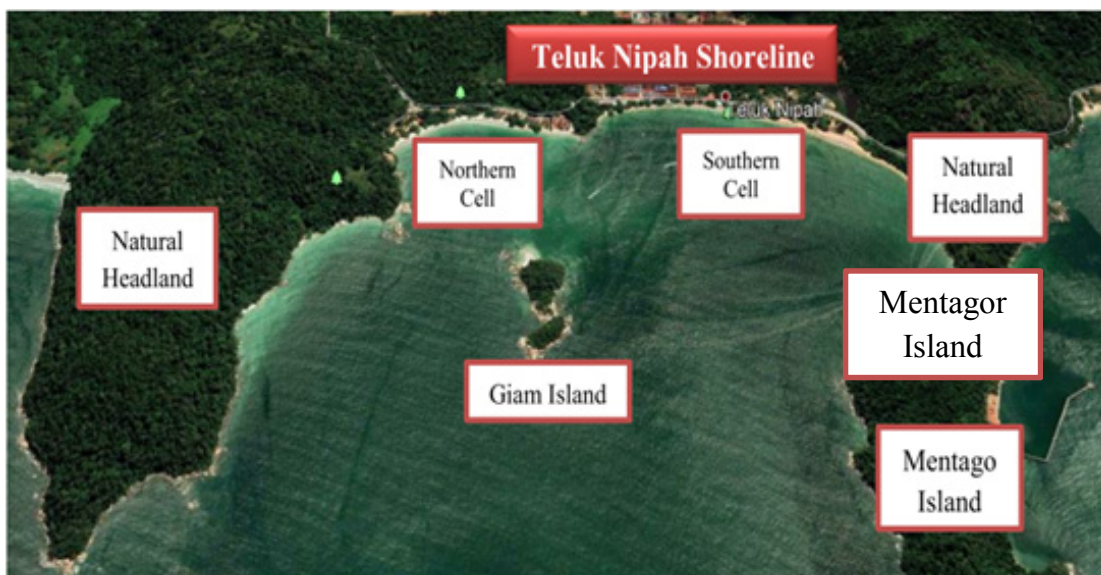 Teluk Nipah Shoreline
Teluk Nipah
Northern
Cell
Southern
Cell
Natural
Headland
Natural
Headland
Mentagor
Island
Giam Island
Mentago
Island